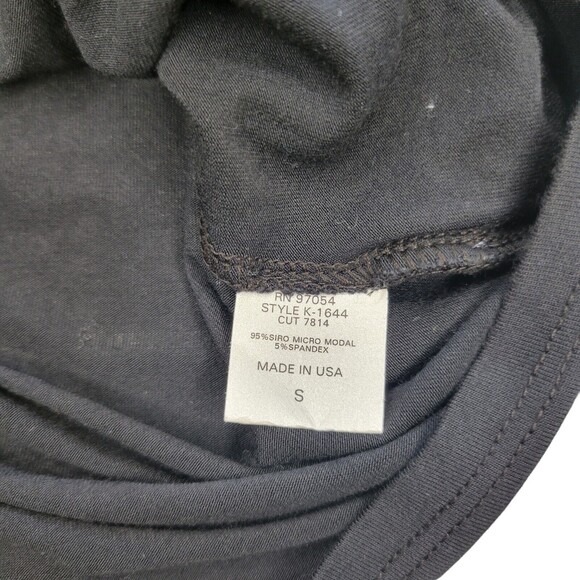 RN 97054
STYLE K-1644
CUT 7814
95%SIRO MICRO MODAL
5%SPANDEX
MADE IN USA
S